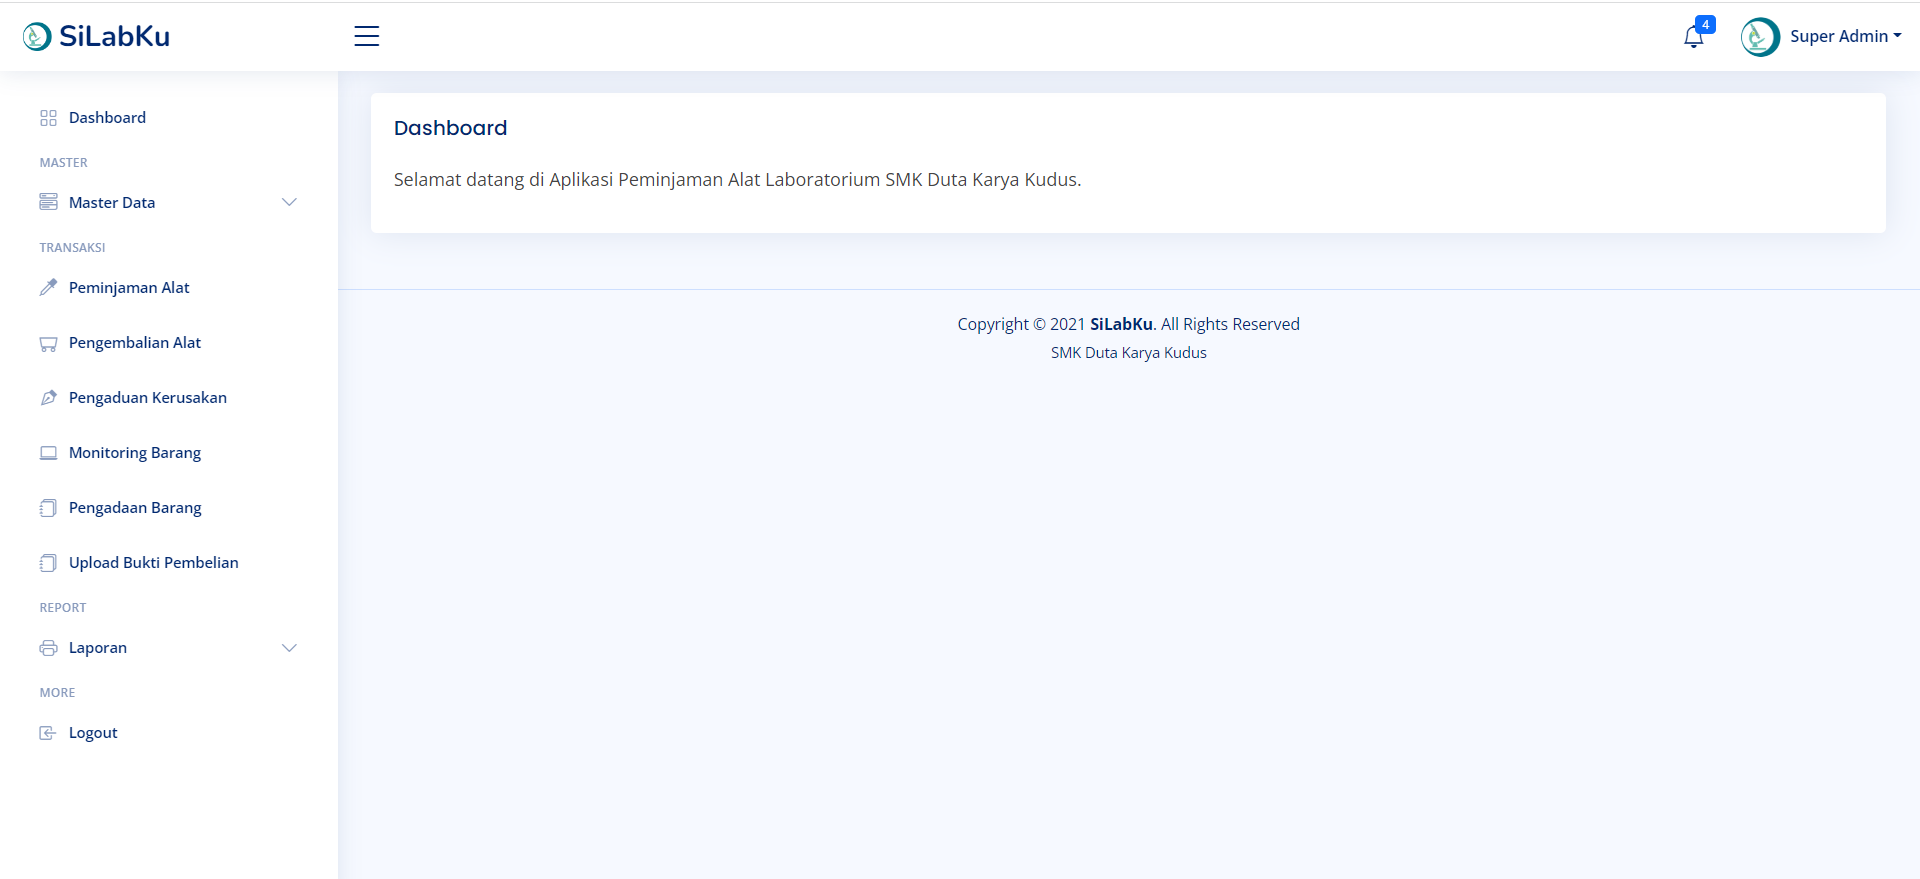 SiLabKu
4
Super Admin
Dashboard
MASTER
Master Data
TRANSAKSI
Peminjaman Alat
Pengembalian Alat
Pengaduan Kerusakan
Monitoring Barang
Pengadaan Barang
Upload Bukti Pembelian
REPORT
Laporan
MORE
Logout
Dashboard
Selamat datang di Aplikasi Peminjaman Alat Laboratorium SMK Duta Karya Kudus.
Copyright © 2021 SiLabKu. All Rights Reserved
SMK Duta Karya Kudus